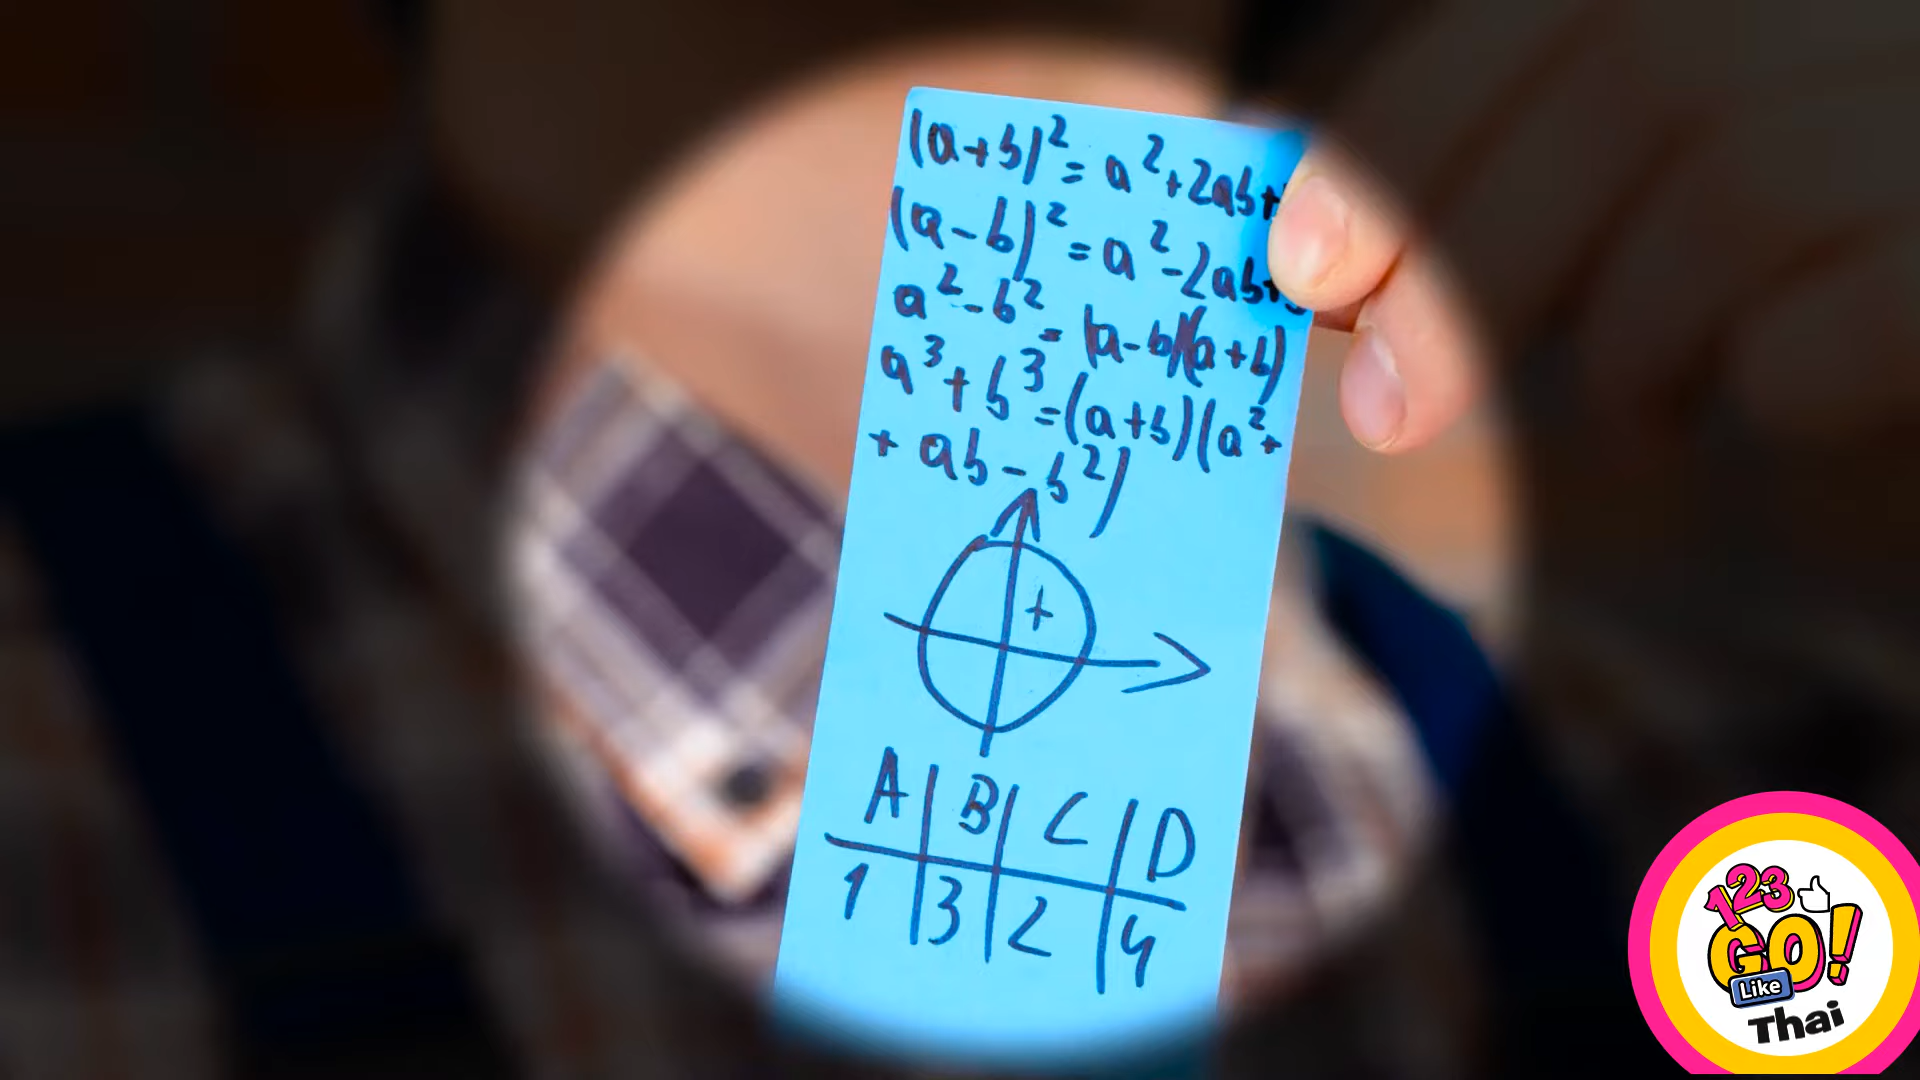 (a+b)² = a²+2ab+
(a-b)² = a²-2ab+
a²-b² = (a-b)(a+b)
a³+b³=(a+b)(a²+
+ ab-b²)
+
A | B | C | D
1 | 3 | 2 | 4
123
GO!
Like
Thai